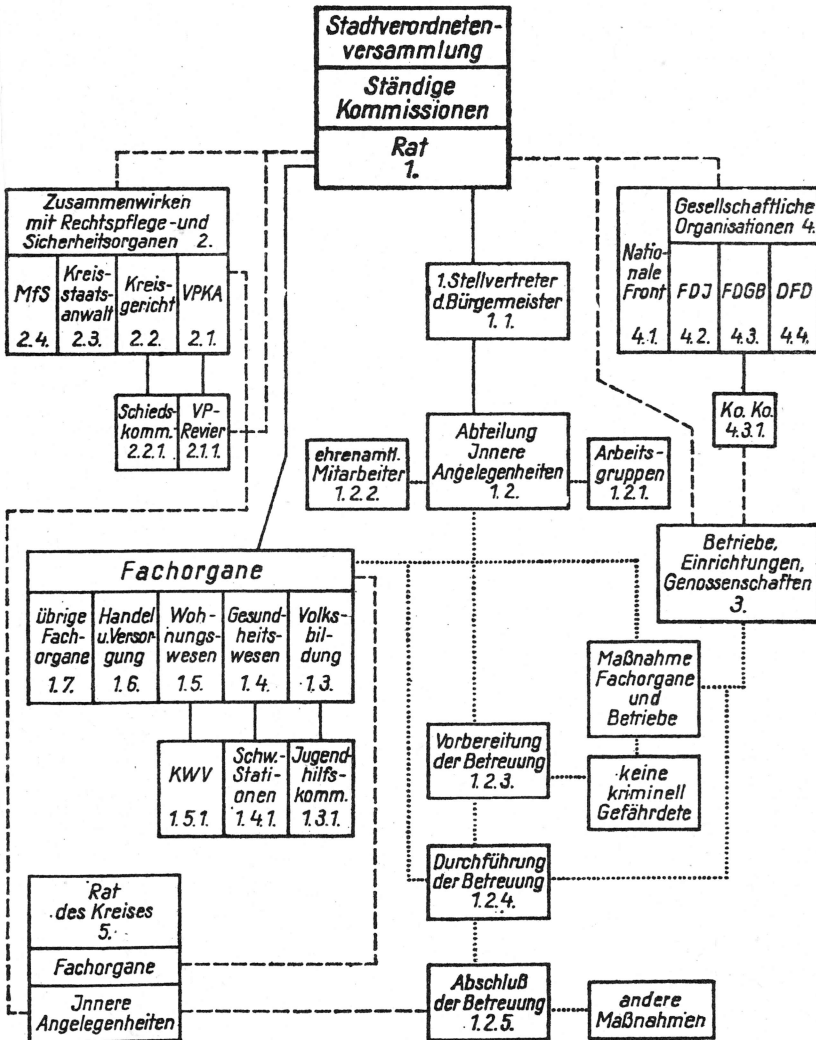 Stadtverordneten-
versammlung
Ständige
Kommissionen
Rat
1.
Zusammenwirken
mit Rechtspflege- und
Sicherheitsorganen 2.
MfS
2.4.
Kreis-
staats-
anwalt
2.3.
Kreis-
gericht
2.2.
VPKA
2.1.
Schieds-
komm.
2.2.1.
VP-
Revier
2.1.1.
1. Stellvertreter
d. Bürgermeister
1.1.
Gesellschaftliche
Organisationen 4.
Natio-
nale
Front
4.1.
FDJ
4.2.
FDGB
4.3.
DFD
4.4.
Ko. Ko.
4.3.1.
ehrenamtl.
Mitarbeiter
1.2.2.
Abteilung
Innere
Angelegenheiten
1.2.
Arbeits-
gruppen
1.2.1.
Betriebe,
Einrichtungen,
Genossenschaften
3.
Fachorgane
übrige
Fach-
organe
1.7.
Handel
u. Versor-
gung
1.6.
Woh-
nungs-
wesen
1.5.
Gesund-
heits-
wesen
1.4.
Volks-
bil-
dung
1.3.
KWV
1.5.1.
Schw.-
Stati-
onen
1.4.1.
Jugend-
hilfs-
komm.
1.3.1.
Maßnahme
Fachorgane
und
Betriebe
Vorbereitung
der Betreuung
1.2.3.
keine
kriminell
Gefährdete
Durchführung
der Betreuung
1.2.4.
Rat
des Kreises
5.
Fachorgane
Innere
Angelegenheiten
Abschluß
der Betreuung
1.2.5.
andere
Maßnahmen